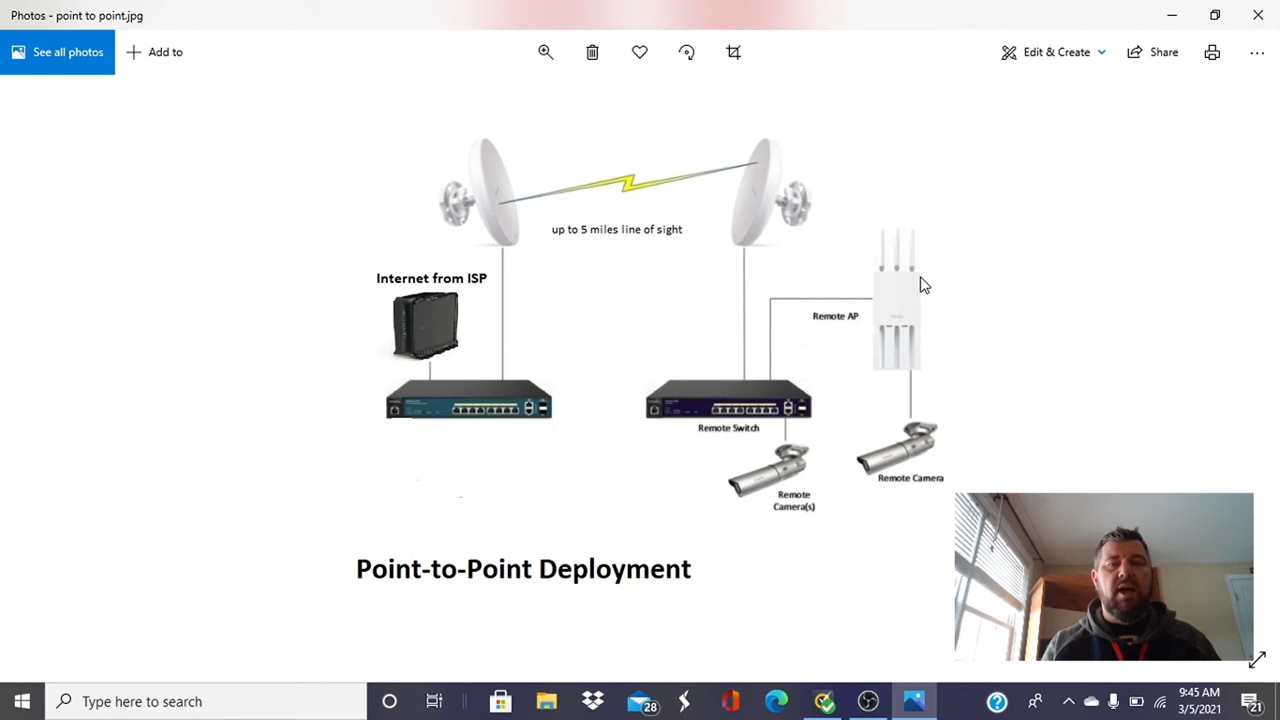 Photos - point to point.jpg
See all photos
Add to
Edit & Create
Share
up to 5 miles line of sight
Internet from ISP
Remote AP
Remote Switch
Remote Camera
Remote
Camera(s)
Point-to-Point Deployment
Type here to search
28
9:45 AM
3/5/2021
21